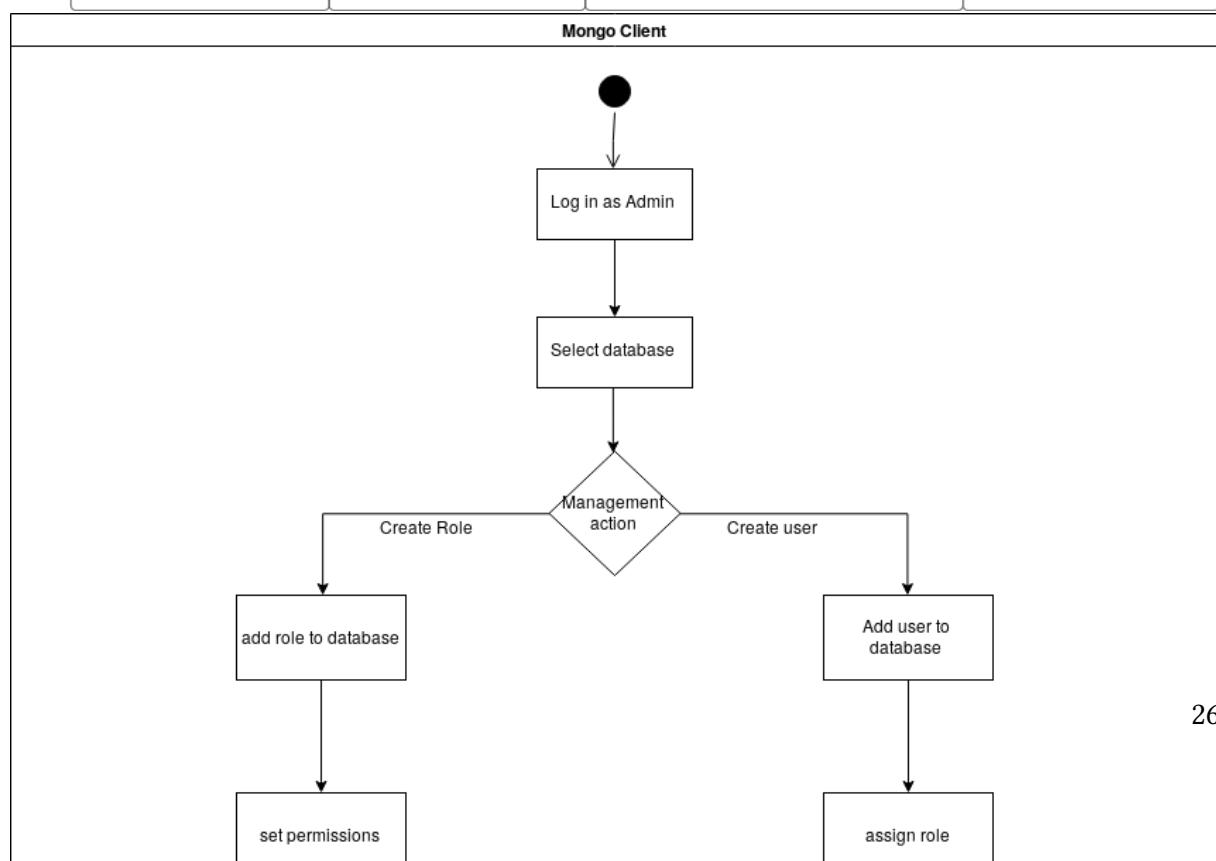 Mongo Client
Log in as Admin
Select database
Management
action
Create Role
Create user
add role to database
Add user to
database
26
set permissions
assign role